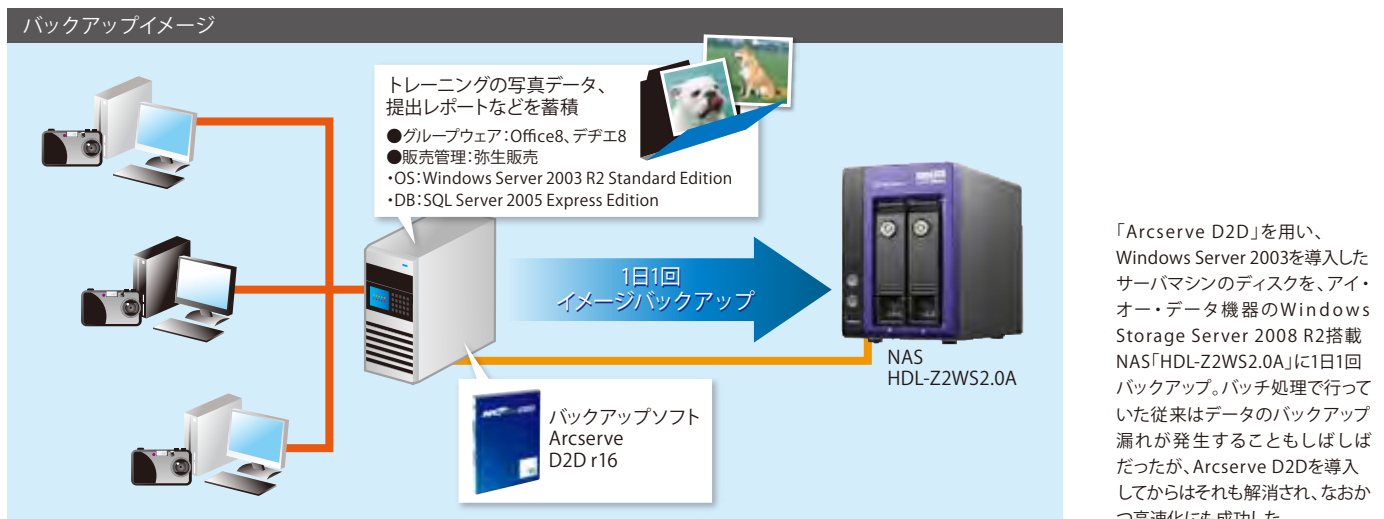 バックアップイメージ
トレーニングの写真データ、
提出レポートなどを蓄積
●グループウェア：Office8、デヂエ8
●販売管理：弥生販売
・OS：Windows Server 2003 R2 Standard Edition
・DB：SQL Server 2005 Express Edition
1日1回
イメージバックアップ
NAS
HDL-Z2WS2.0A
バックアップソフト
Arcserve
D2D r16
「Arcserve D2D」を用い、
Windows Server 2003を導入した
サーバマシンのディスクを、アイ・
オー・データ機器のWindows
Storage Server 2008 R2搭載
NAS「HDL-Z2WS2.0A」に1日1回
バックアップ。バッチ処理で行って
いた従来はデータのバックアップ
漏れが発生することもしばしば
だったが、Arcserve D2Dを導入
してからはそれも解消され、なおか
つ高速化にも成功した